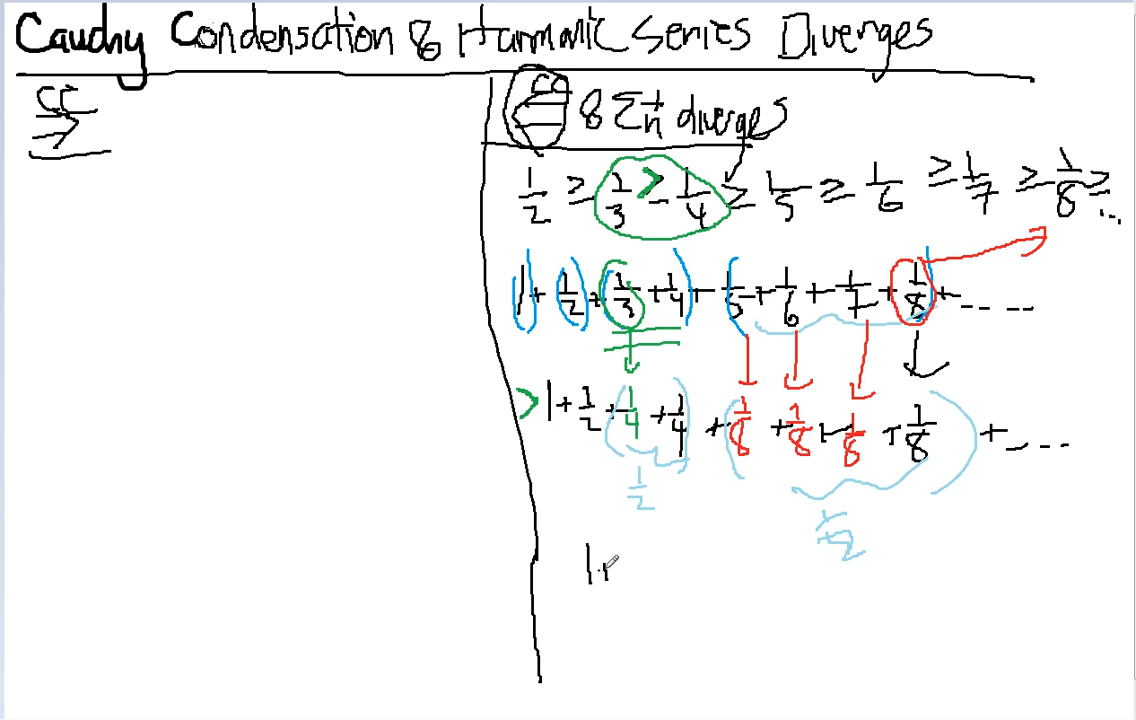 Cauchy Condensation & Harmonic Series Diverges
CC
& Σ 1/n diverges
1/2 ≥ 1/3 ≥ 1/4 ≥ 1/5 ≥ 1/6 ≥ 1/7 ≥ 1/8 ≥ ...
(1) + (1/2) + (1/3 + 1/4) + (1/5 + 1/6 + 1/7 + 1/8) + .....
> 1 + 1/2 + (1/4 + 1/4) + (1/8 + 1/8 + 1/8 + 1/8) + ....
1/2 1/2
1